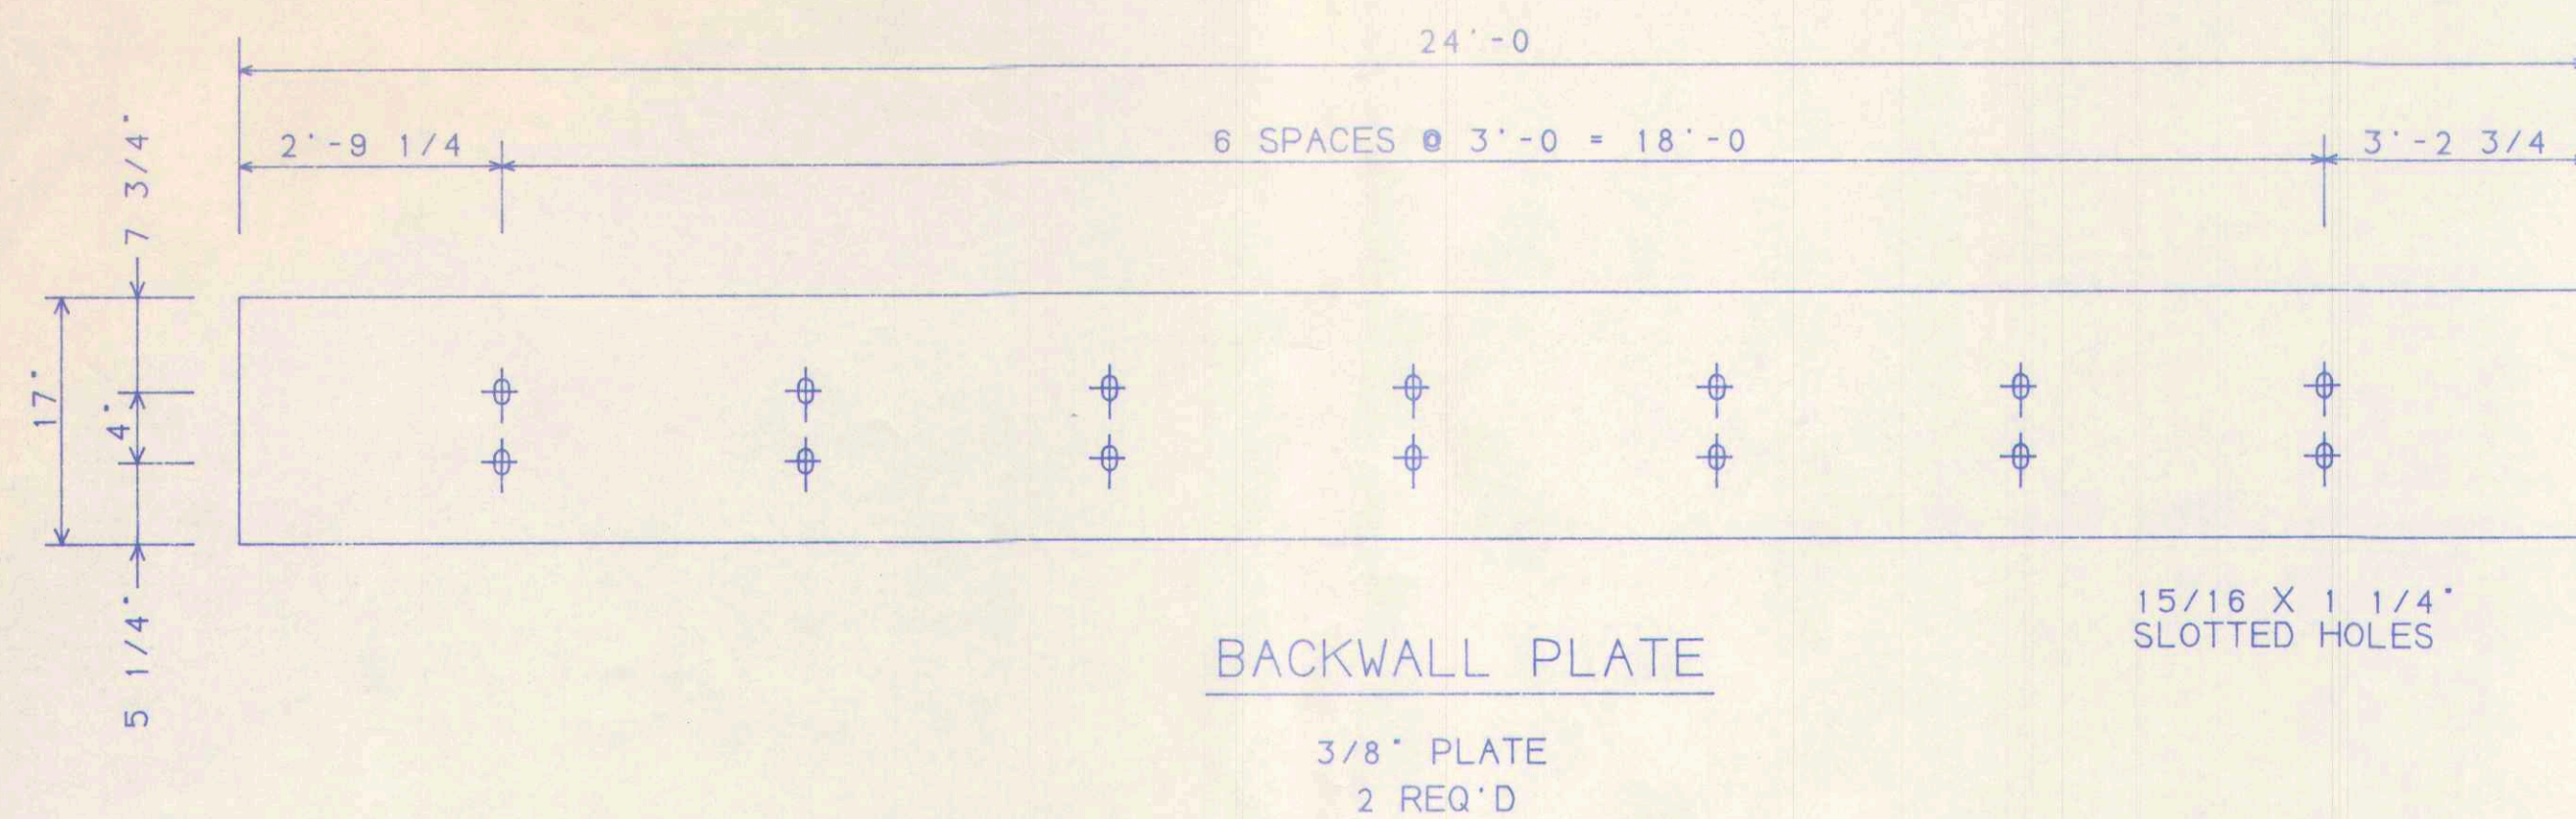 24'-0
2'-9 1/4
6 SPACES @ 3'-0 = 18'-0
3'-2 3/4
7 3/4"
17"
4"
5 1/4"
15/16 X 1 1/4"
SLOTTED HOLES
BACKWALL PLATE
3/8" PLATE
2 REQ'D